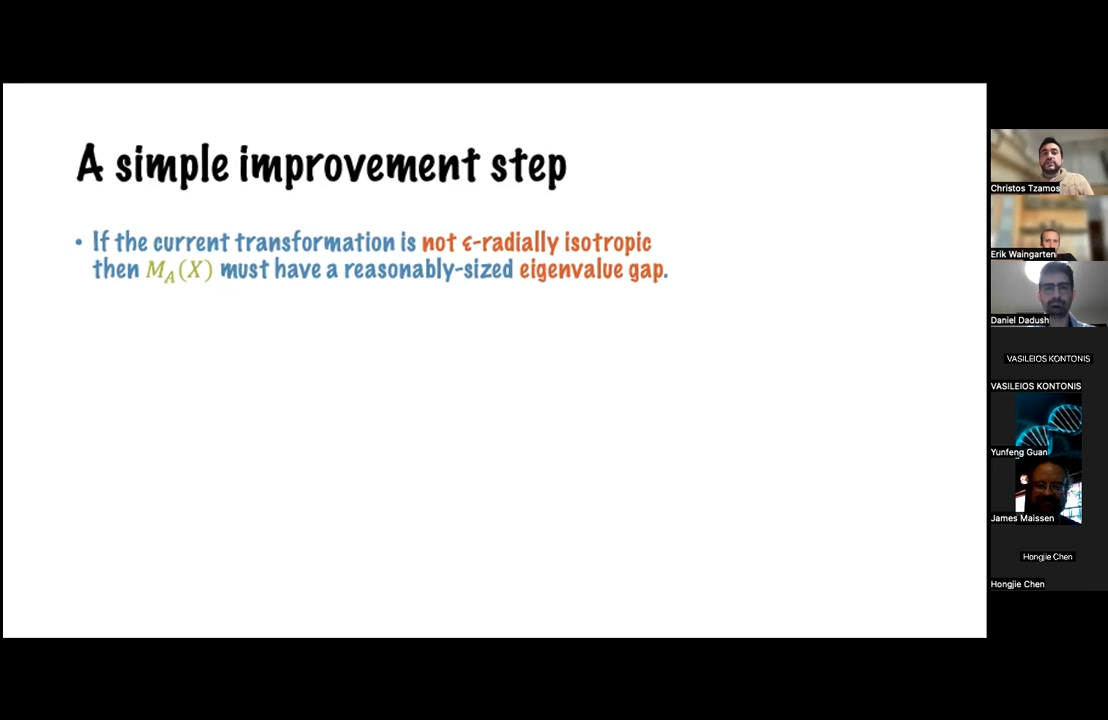 A simple improvement step
• If the current transformation is not ε-radially isotropic
then M_A(X) must have a reasonably-sized eigenvalue gap.
Christos Tzamos
Erik Waingarten
Daniel Dadush
VASILEIOS KONTONIS
VASILEIOS KONTONIS
Yunfeng Guan
James Maissen
Hongjie Chen
Hongjie Chen